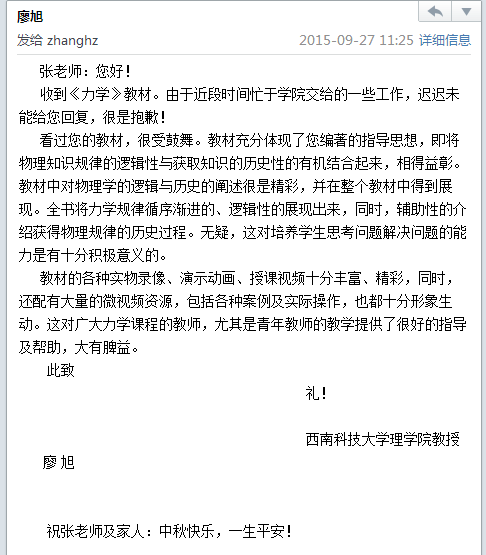 廖旭
发给 zhanghz
2015-09-27 11:25 详细信息
张老师：您好！
收到《力学》教材。由于近段时间忙于学院交给的一些工作，迟迟未
能给您回复，很是抱歉！
看过您的教材，很受鼓舞。教材充分体现了您编著的指导思想，即将
物理知识规律的逻辑性与获取知识的历史性的有机结合起来，相得益彰。
教材中对物理学的逻辑与历史的阐述很是精彩，并在整个教材中得到展
现。全书将力学规律循序渐进的、逻辑性的展现出来，同时，辅助性的介
绍获得物理规律的历史过程。无疑，这对培养学生思考问题解决问题的能
力是有十分积极意义的。
教材的各种实物录像、演示动画、授课视频十分丰富、精彩，同时，
还配有大量的微视频资源，包括各种案例及实际操作，也都十分形象生
动。这对广大力学课程的教师，尤其是青年教师的教学提供了很好的指导
及帮助，大有脾益。
此致
礼！
西南科技大学理学院教授
廖 旭
祝张老师及家人：中秋快乐，一生平安！